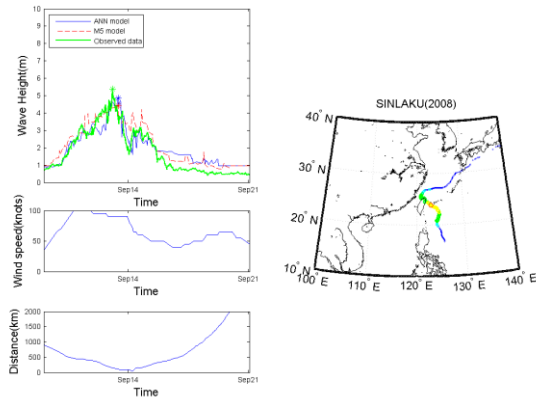 10
9
8
7
6
5
4
3
2
1
0
Wave Height(m)
ANN model
M5 model
Observed data
Sep14
Sep21
Time
100
50
0
Wind speed(Knots)
Sep14
Sep21
Time
2000
1500
1000
500
0
Distance(km)
Sep14
Sep21
Time
SINLAKU(2008)
40° N
30° N
20° N
10° N
100° E
110° E
120° E
130° E
140° E